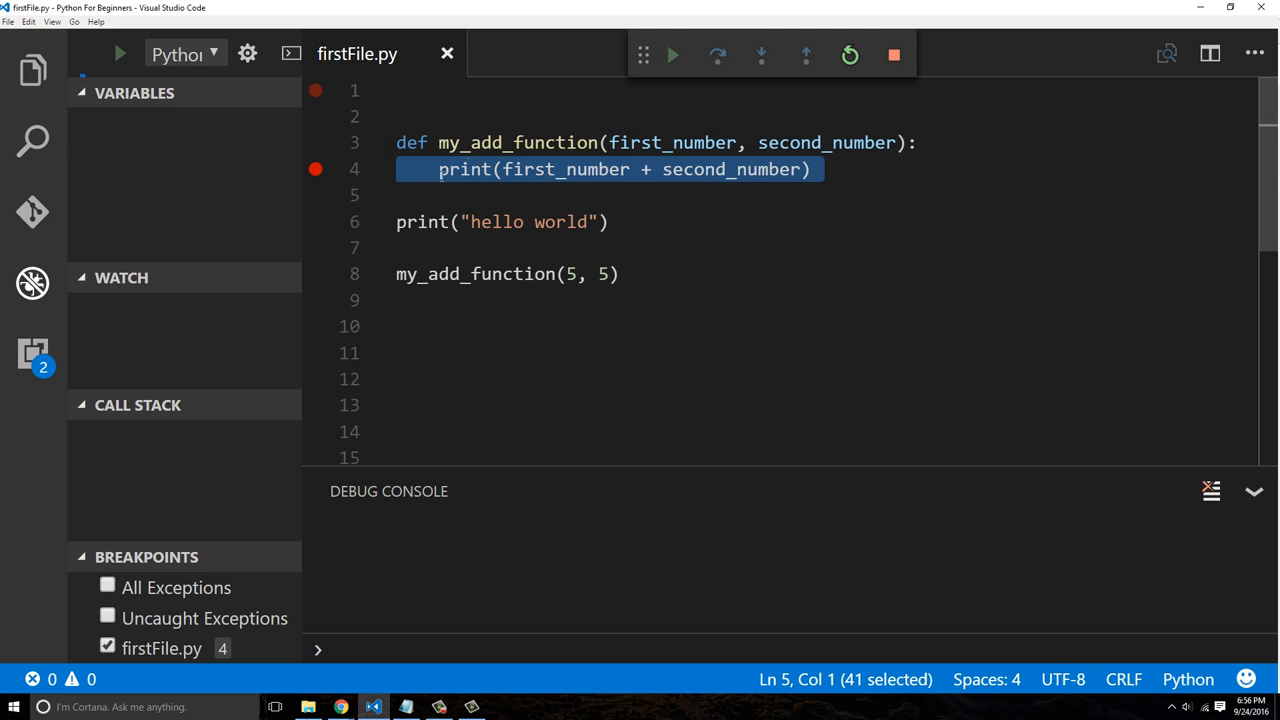 firstFile.py - Python For Beginners - Visual Studio Code
File Edit View Go Help
Pythor
firstFile.py
VARIABLES
WATCH
CALL STACK
BREAKPOINTS
All Exceptions
Uncaught Exceptions
firstFile.py 4
2
1
2
3 def my_add_function(first_number, second_number):
4 print(first_number + second_number)
5
6 print("hello world")
7
8 my_add_function(5, 5)
9
10
11
12
13
14
15
DEBUG CONSOLE
0 0 Ln 5, Col 1 (41 selected) Spaces: 4 UTF-8 CRLF Python
I'm Cortana. Ask me anything.
6:56 PM
9/24/2016